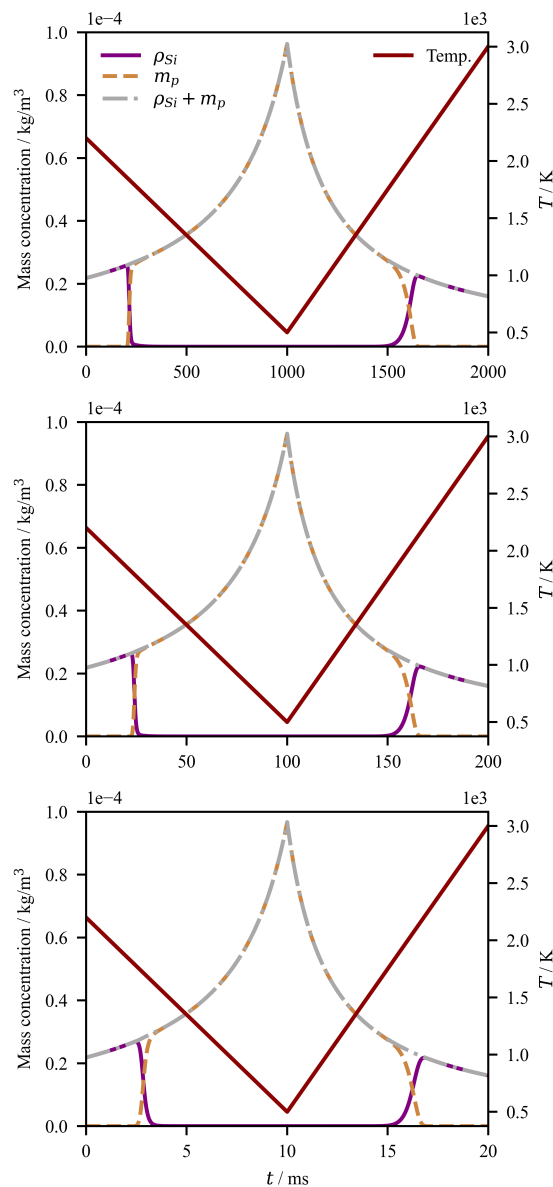 1e−4 1e3
1.0
0.8
0.6
0.4
0.2
0.0
Mass concentration / kg/m³
ρSi
mp
ρSi + mp
Temp.
3.0
2.5
2.0
1.5
1.0
0.5
T / K
0 500 1000 1500 2000
1e−4 1e3
1.0
0.8
0.6
0.4
0.2
0.0
Mass concentration / kg/m³
3.0
2.5
2.0
1.5
1.0
0.5
T / K
0 50 100 150 200
1e−4 1e3
1.0
0.8
0.6
0.4
0.2
0.0
Mass concentration / kg/m³
3.0
2.5
2.0
1.5
1.0
0.5
T / K
0 5 10 15 20
t / ms